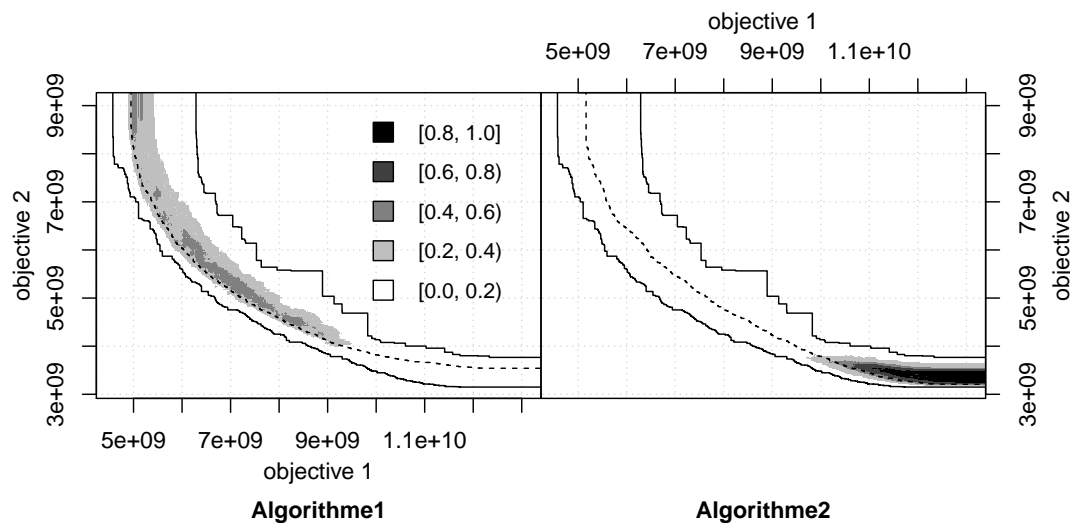 objective 1
5e+09 7e+09 9e+09 1.1e+10
objective 2
3e+09 5e+09 7e+09 9e+09
[0.8, 1.0]
[0.6, 0.8)
[0.4, 0.6)
[0.2, 0.4)
[0.0, 0.2)
3e+09 5e+09 7e+09 9e+09
objective 2
5e+09 7e+09 9e+09 1.1e+10
objective 1
Algorithme1 Algorithme2